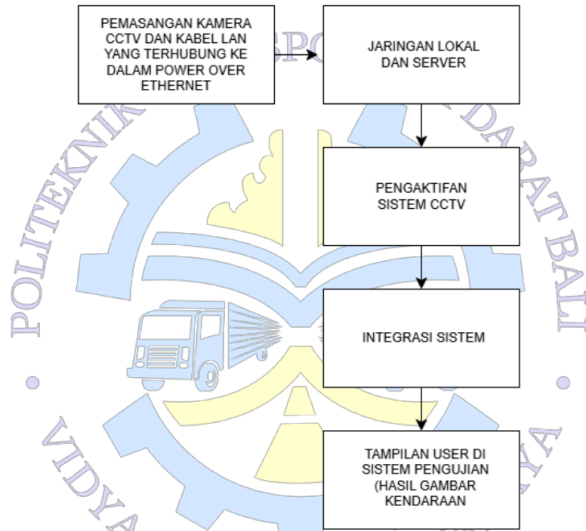 PEMASANGAN KAMERA
CCTV DAN KABEL LAN
YANG TERHUBUNG KE
DALAM POWER OVER
ETHERNET
JARINGAN LOKAL
DAN SERVER
PENGAKTIFAN
SISTEM CCTV
INTEGRASI SISTEM
TAMPILAN USER DI
SISTEM PENGUJIAN
(HASIL GAMBAR
KENDARAAN
POLITEKNIK
DARAT BALI